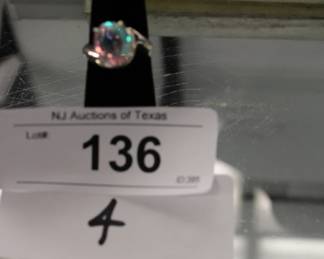 NJ Auctions of Texas
Lot#:
136
4